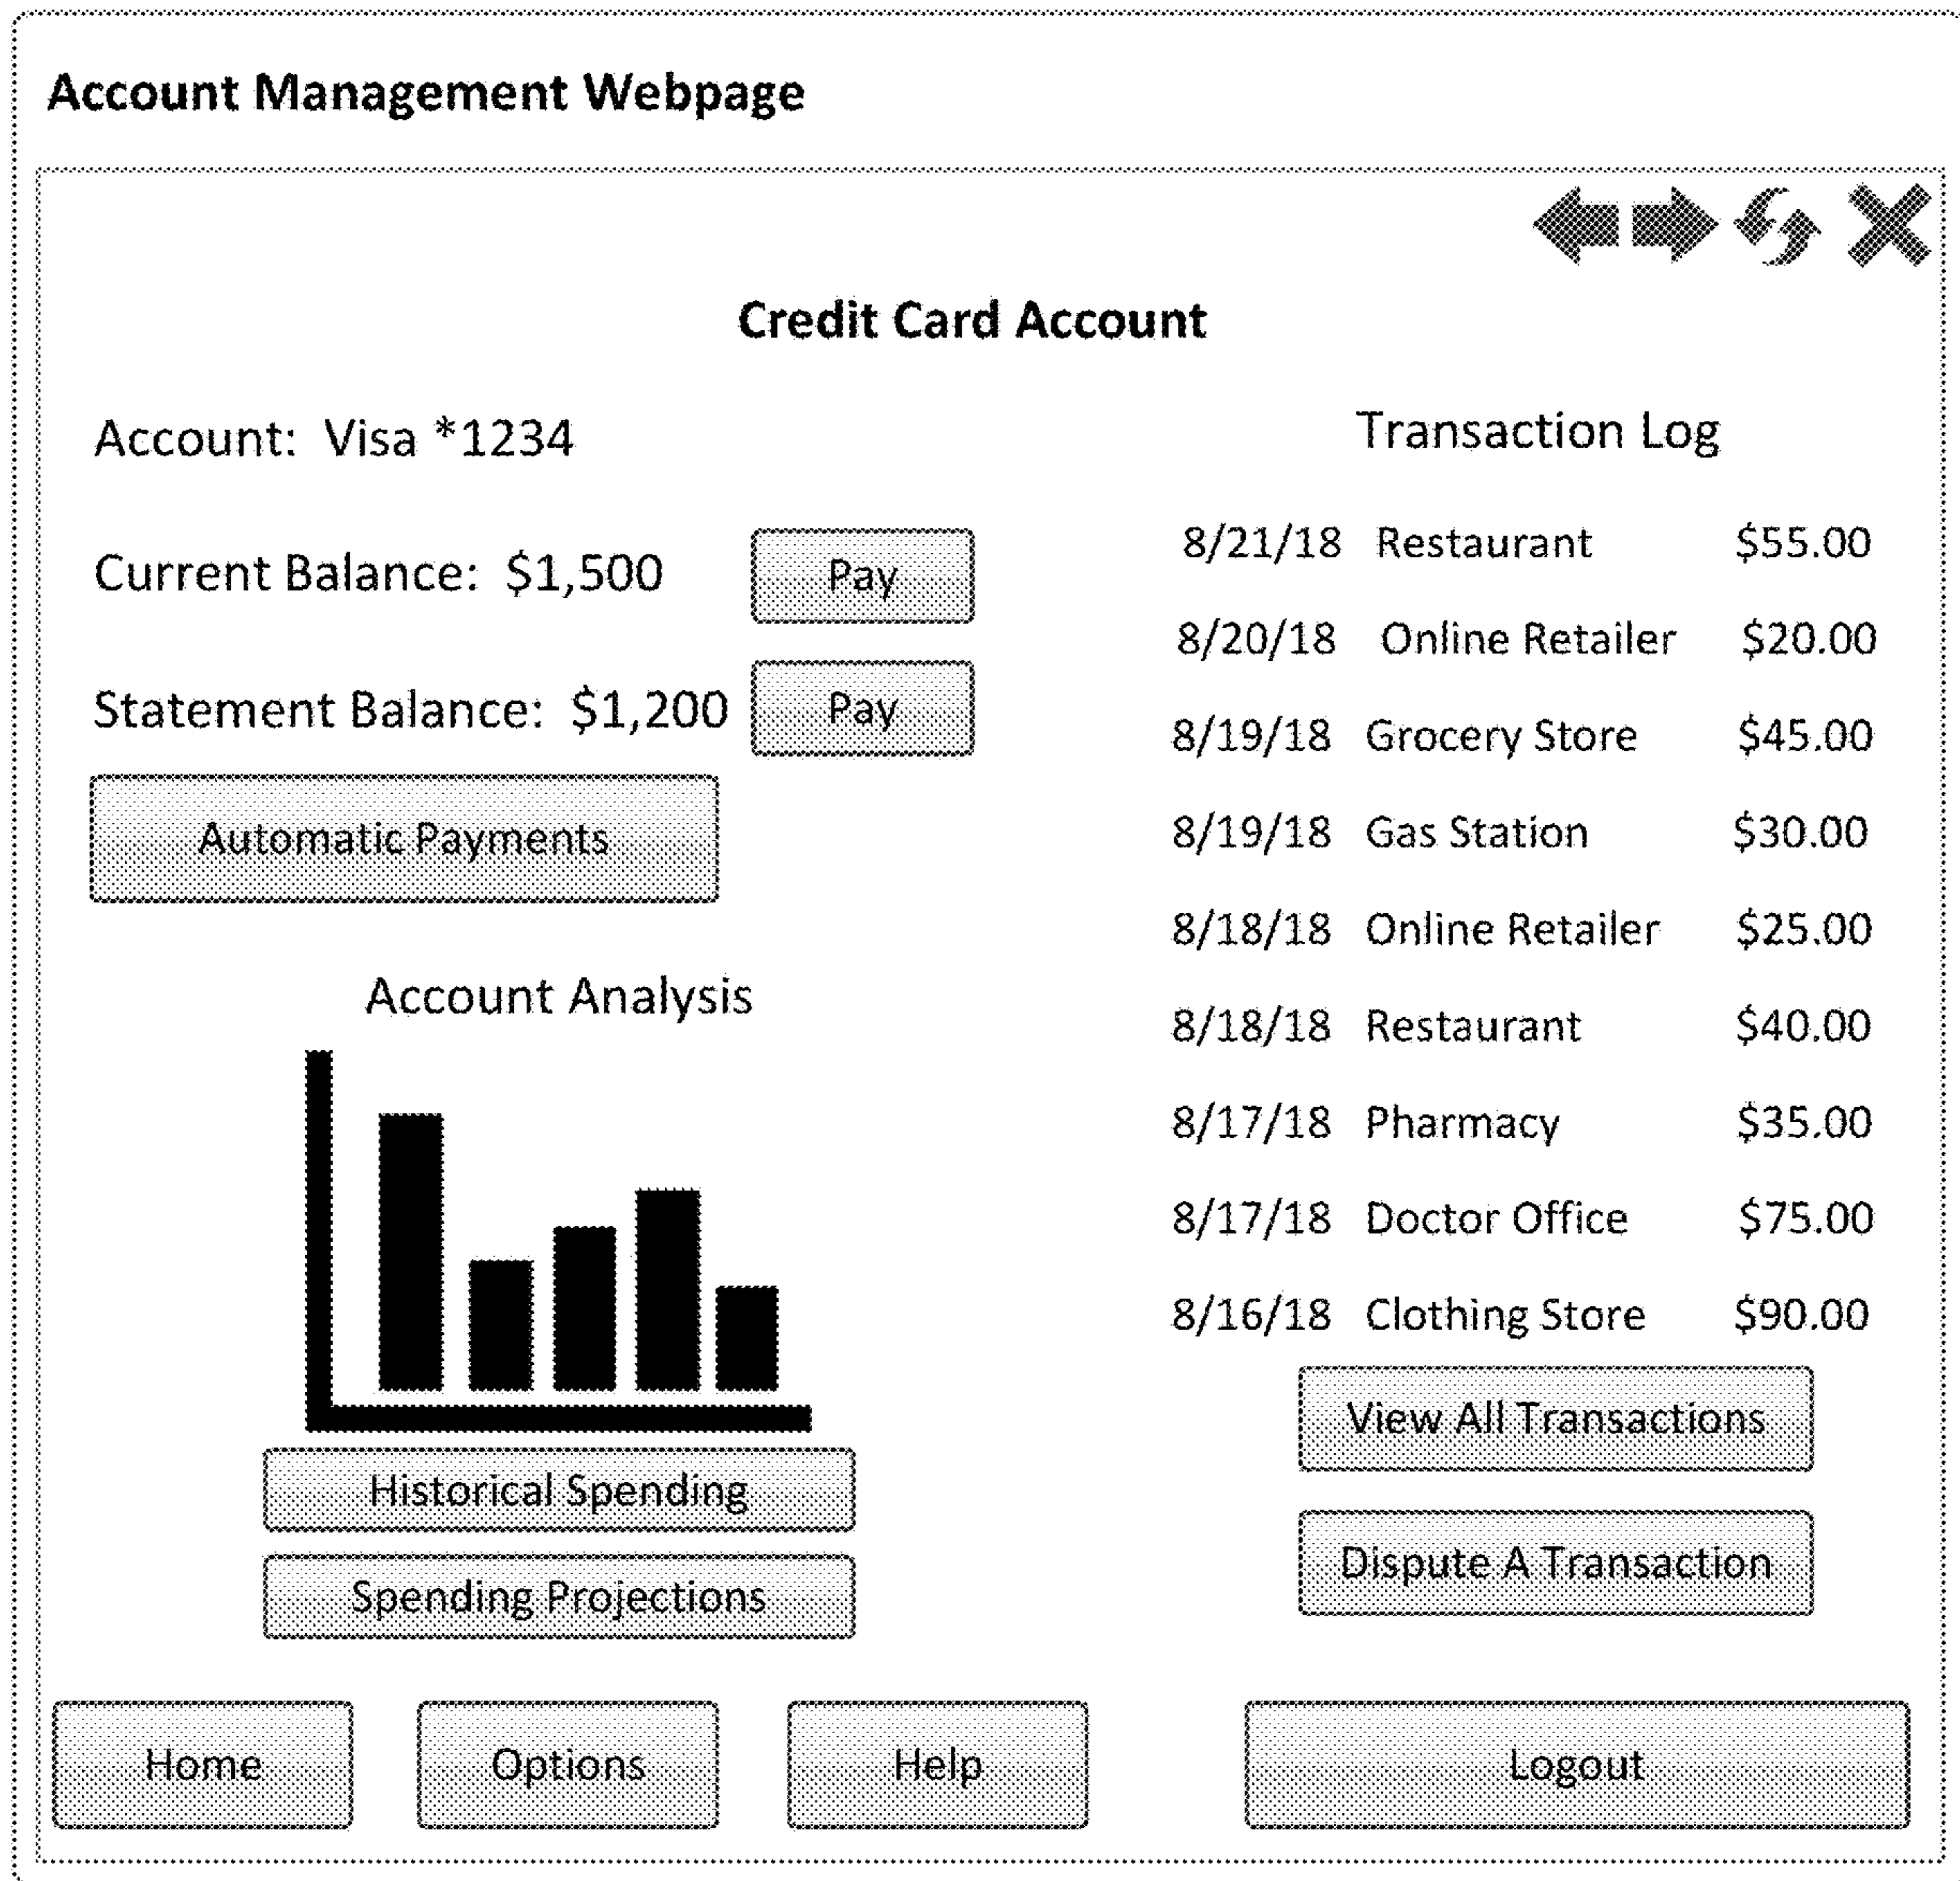 Account Management Webpage
Credit Card Account
Account: Visa *1234
Current Balance: $1,500 Pay
Statement Balance: $1,200 Pay
Automatic Payments
Account Analysis
Historical Spending
Spending Projections
Transaction Log
8/21/18 Restaurant $55.00
8/20/18 Online Retailer $20.00
8/19/18 Grocery Store $45.00
8/19/18 Gas Station $30.00
8/18/18 Online Retailer $25.00
8/18/18 Restaurant $40.00
8/17/18 Pharmacy $35.00
8/17/18 Doctor Office $75.00
8/16/18 Clothing Store $90.00
View All Transactions
Dispute A Transaction
Home Options Help Logout